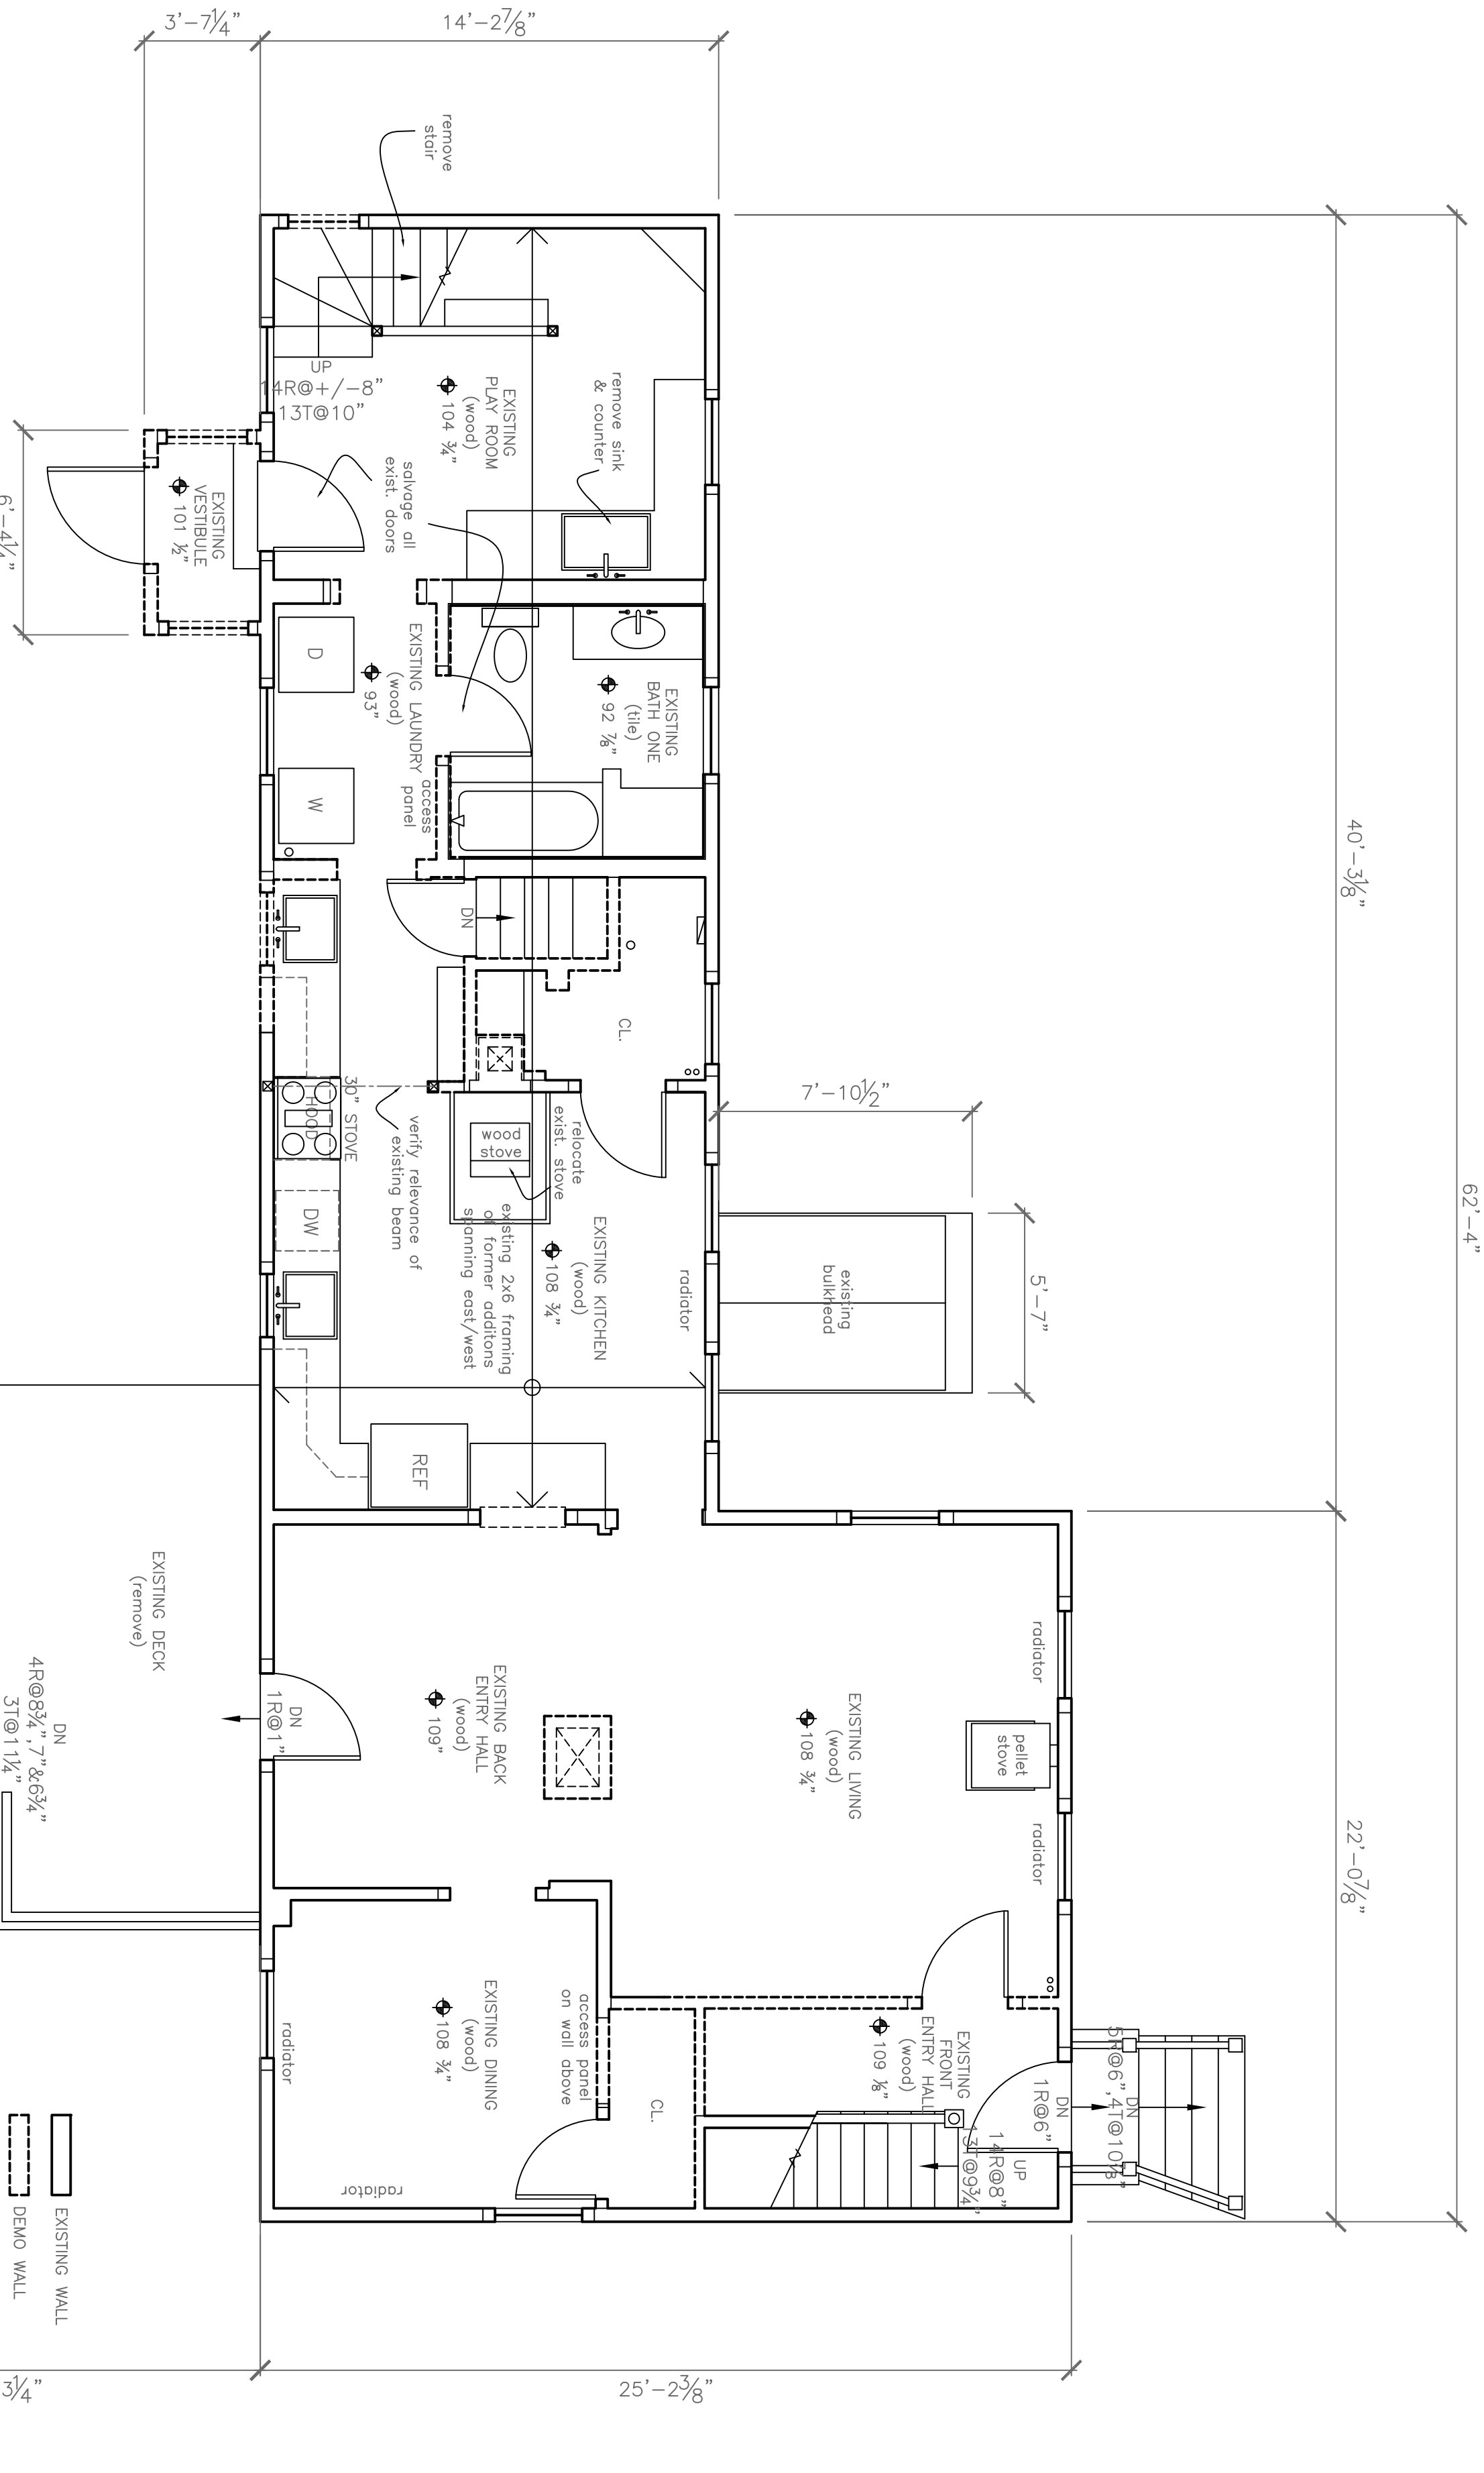 3'-7¼"
14'-2⅞"
remove
stair
62'-4"
40'-3⅛"
22'-0⅞"
UP
14R@+/-8"
13T@10"
EXISTING
PLAY ROOM
(wood)
104 ¾"
remove sink
& counter
salvage all
exist. doors
EXISTING
VESTIBULE
101 ½"
6'-4¼"
D
W
EXISTING LAUNDRY
(wood)
93"
access
panel
EXISTING
BATH ONE
(tile)
92 ⅞"
DN
CL.
30" STOVE
HOOD
DW
verify relevance of
existing beam
wood
stove
relocate
exist. stove
existing 2x6 framing
of former additons
spanning east/west
EXISTING KITCHEN
(wood)
108 ¾"
radiator
REF
7'-10½"
existing
bulkhead
5'-7"
EXISTING DECK
(remove)
DN
4R@8¾",7"&6¾"
3T@11¼"
DN
1R@1"
EXISTING BACK
ENTRY HALL
(wood)
109"
EXISTING LIVING
(wood)
108 ¾"
radiator
pellet
stove
radiator
EXISTING DINING
(wood)
108 ¾"
access panel
on wall above
radiator
radiator
CL.
EXISTING
FRONT
ENTRY HALL
(wood)
109 ⅛"
UP
14R@8"
13T@9¾"
DN
1R@6"
DN
5R@6",4T@10⅛"
EXISTING WALL
DEMO WALL
25'-2⅜"
3¼"